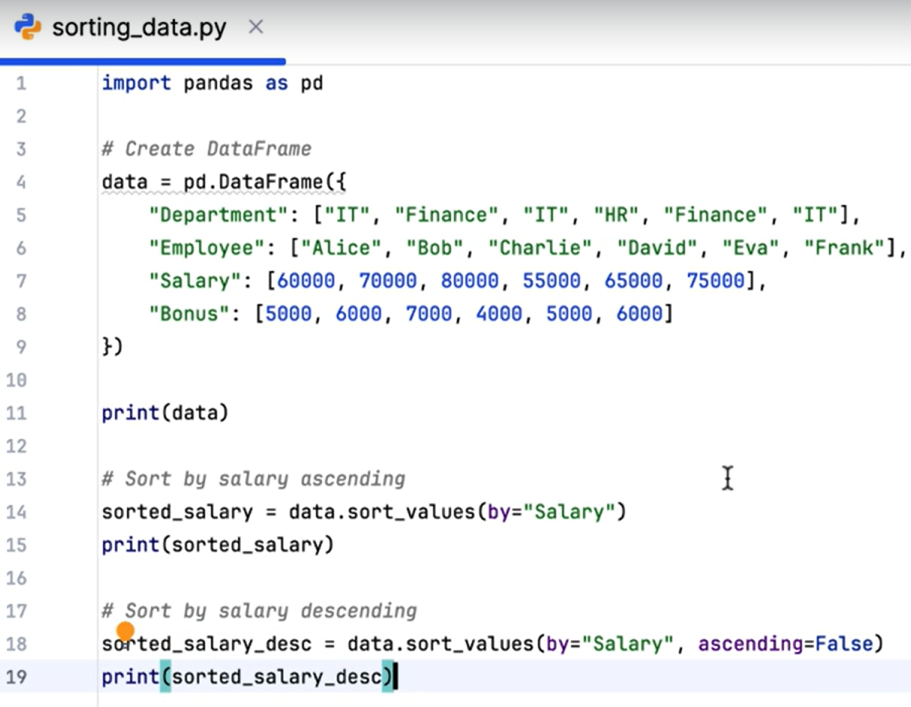 sorting_data.py ×
1 import pandas as pd
2
3 # Create DataFrame
4 data = pd.DataFrame({
5     "Department": ["IT", "Finance", "IT", "HR", "Finance", "IT"],
6     "Employee": ["Alice", "Bob", "Charlie", "David", "Eva", "Frank"],
7     "Salary": [60000, 70000, 80000, 55000, 65000, 75000],
8     "Bonus": [5000, 6000, 7000, 4000, 5000, 6000]
9 })
10
11 print(data)
12
13 # Sort by salary ascending
14 sorted_salary = data.sort_values(by="Salary")
15 print(sorted_salary)
16
17 # Sort by salary descending
18 sorted_salary_desc = data.sort_values(by="Salary", ascending=False)
19 print(sorted_salary_desc)